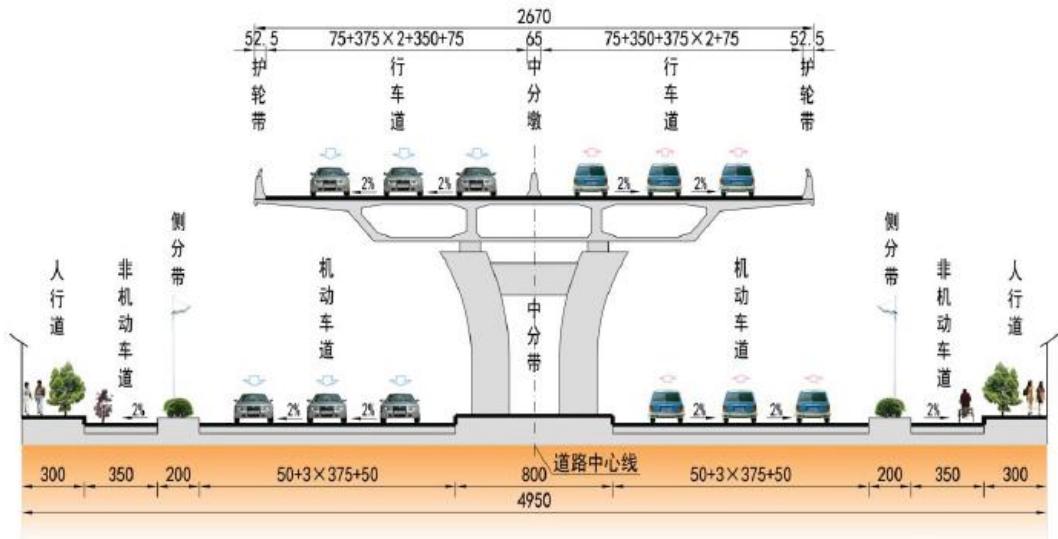 2670
52.5 75+375×2+350+75 65 75+350+375×2+75 52.5
护轮带
行车道
中分墩
行车道
护轮带
2% 2% 2% 2%
侧分带
侧分带
人行道
非机动车道
机动车道
中分带
机动车道
非机动车道
人行道
2% 2% 2% 2% 2% 2%
道路中心线
300 350 200 50+3×375+50 800 50+3×375+50 200 350 300
4950